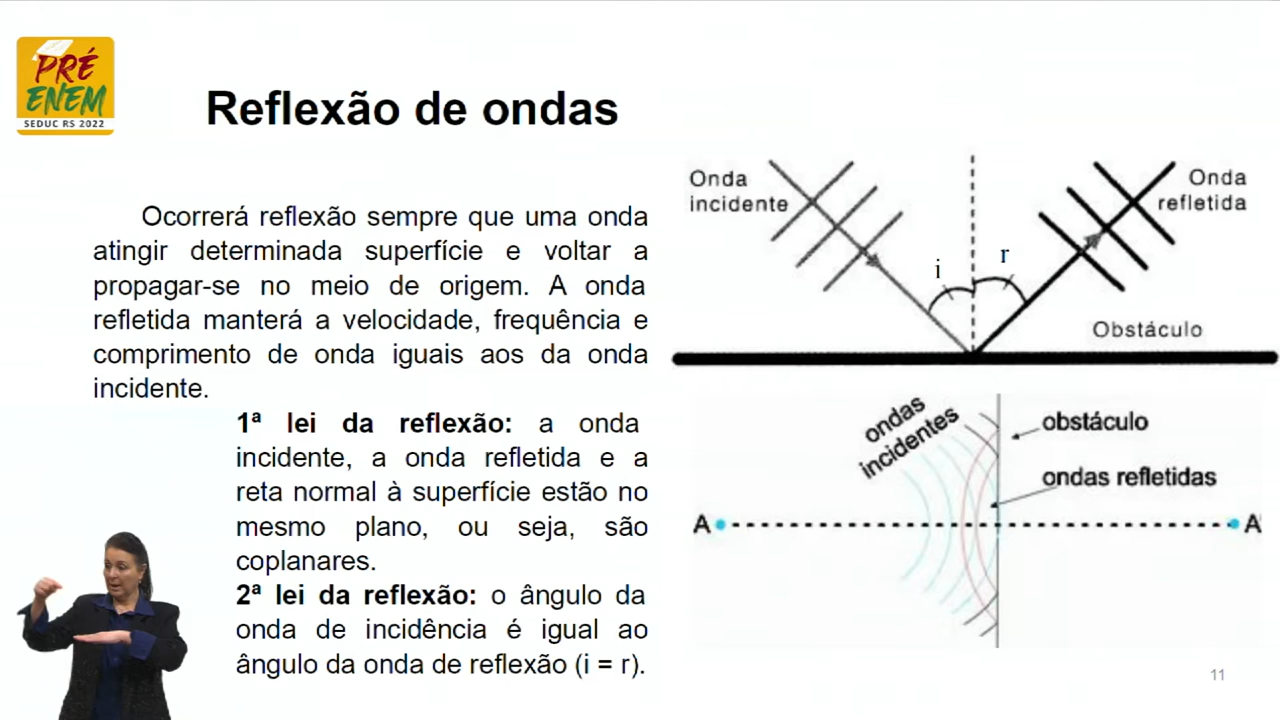 PRÉ
ENEM
SEDUC RS 2022
Reflexão de ondas
Ocorrerá reflexão sempre que uma onda
atingir determinada superfície e voltar a
propagar-se no meio de origem. A onda
refletida manterá a velocidade, frequência e
comprimento de onda iguais aos da onda
incidente.
1ª lei da reflexão: a onda
incidente, a onda refletida e a
reta normal à superfície estão no
mesmo plano, ou seja, são
coplanares.
2ª lei da reflexão: o ângulo da
onda de incidência é igual ao
ângulo da onda de reflexão (i = r).
Onda
incidente
Onda
refletida
i
r
Obstáculo
ondas
incidentes
obstáculo
ondas refletidas
A
A
11